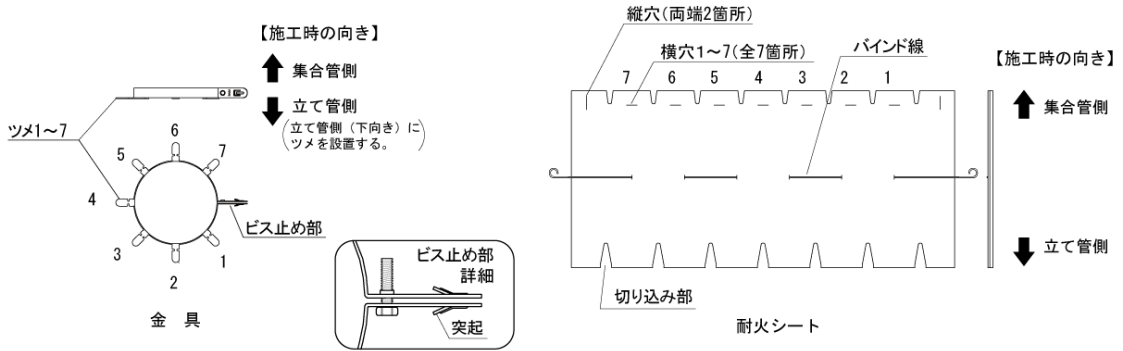 【施工時の向き】
集合管側
立て管側
（立て管側（下向き）に
ツメを設置する。）
ツメ1～7
6
5
7
4
3
1
2
ビス止め部
金 具
ビス止め部
詳細
突起
縦穴（両端2箇所）
横穴1～7（全7箇所）
バインド線
7 6 5 4 3 2 1
【施工時の向き】
集合管側
立て管側
切り込み部
耐火シート